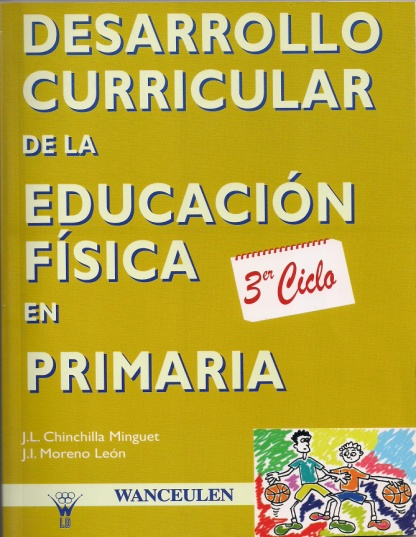 DESARROLLO
CURRICULAR
DE LA
EDUCACIÓN
FÍSICA
3er Ciclo
EN
PRIMARIA
J.L. Chinchilla Minguet
J.I. Moreno León
WANCEULEN